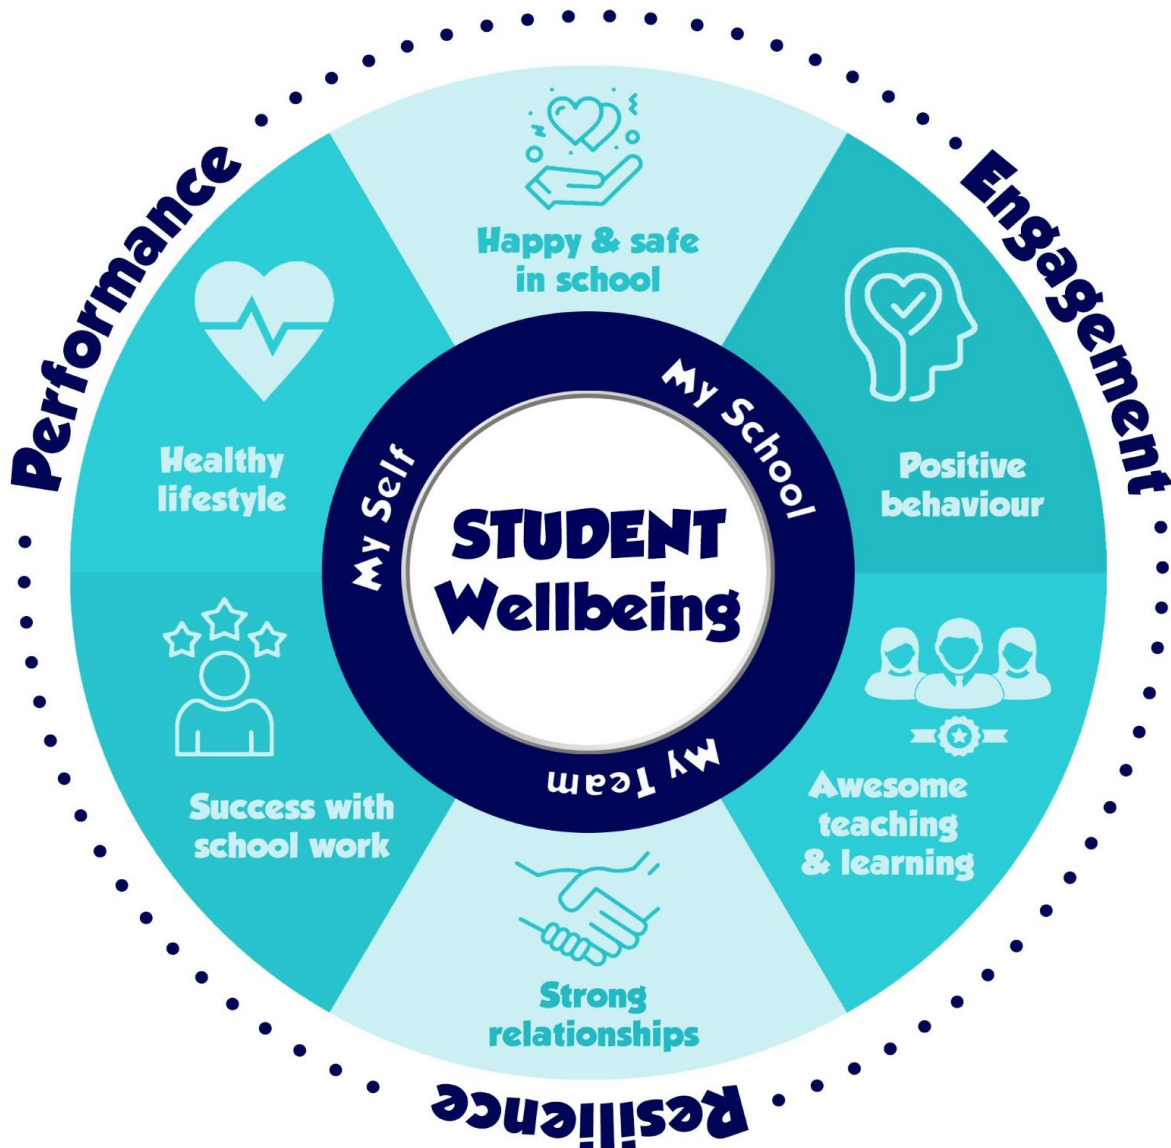 Performance
Engagement
Resilience
Happy & safe
in school
Positive
behaviour
Awesome
teaching
& learning
Strong
relationships
Success with
school work
Healthy
lifestyle
My Self
My School
My Team
STUDENT
Wellbeing